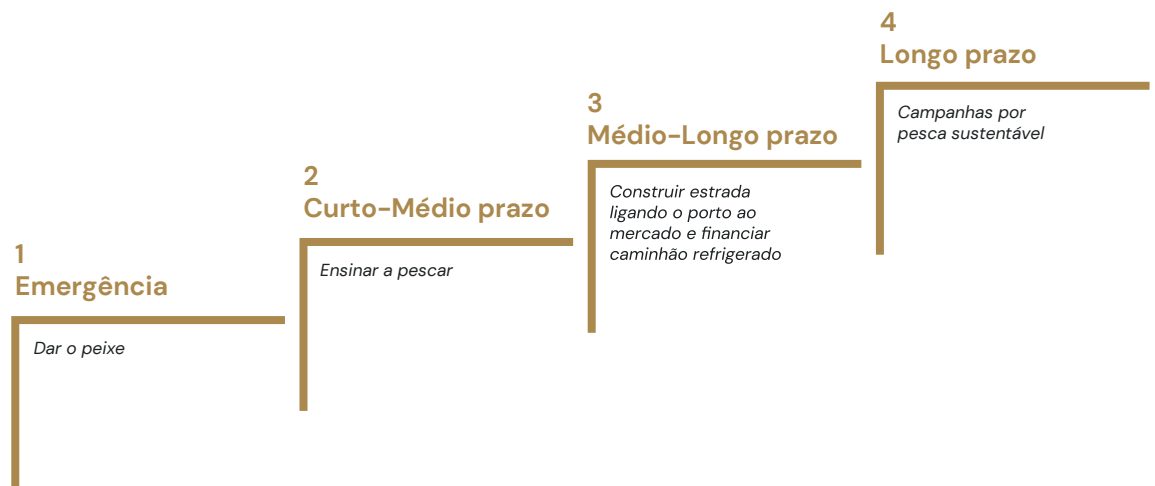 1
Emergência
Dar o peixe
2
Curto-Médio prazo
Ensinar a pescar
3
Médio-Longo prazo
Construir estrada
ligando o porto ao
mercado e financiar
caminhão refrigerado
4
Longo prazo
Campanhas por
pesca sustentável